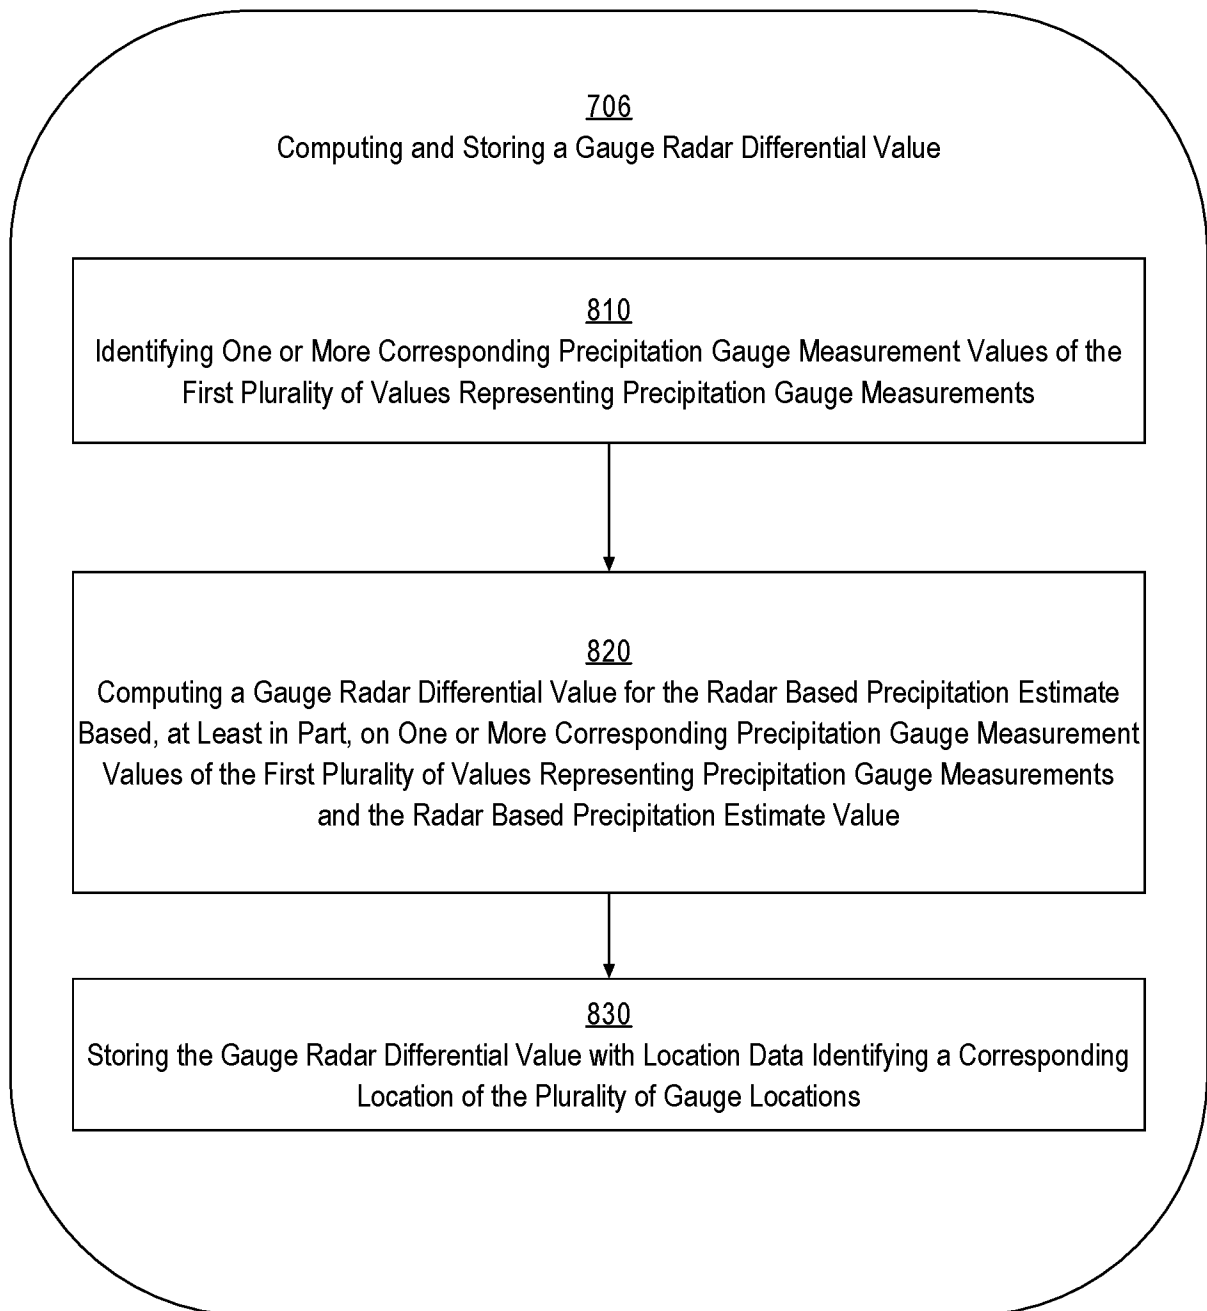 706
Computing and Storing a Gauge Radar Differential Value
810
Identifying One or More Corresponding Precipitation Gauge Measurement Values of the
First Plurality of Values Representing Precipitation Gauge Measurements
820
Computing a Gauge Radar Differential Value for the Radar Based Precipitation Estimate
Based, at Least in Part, on One or More Corresponding Precipitation Gauge Measurement
Values of the First Plurality of Values Representing Precipitation Gauge Measurements
and the Radar Based Precipitation Estimate Value
830
Storing the Gauge Radar Differential Value with Location Data Identifying a Corresponding
Location of the Plurality of Gauge Locations